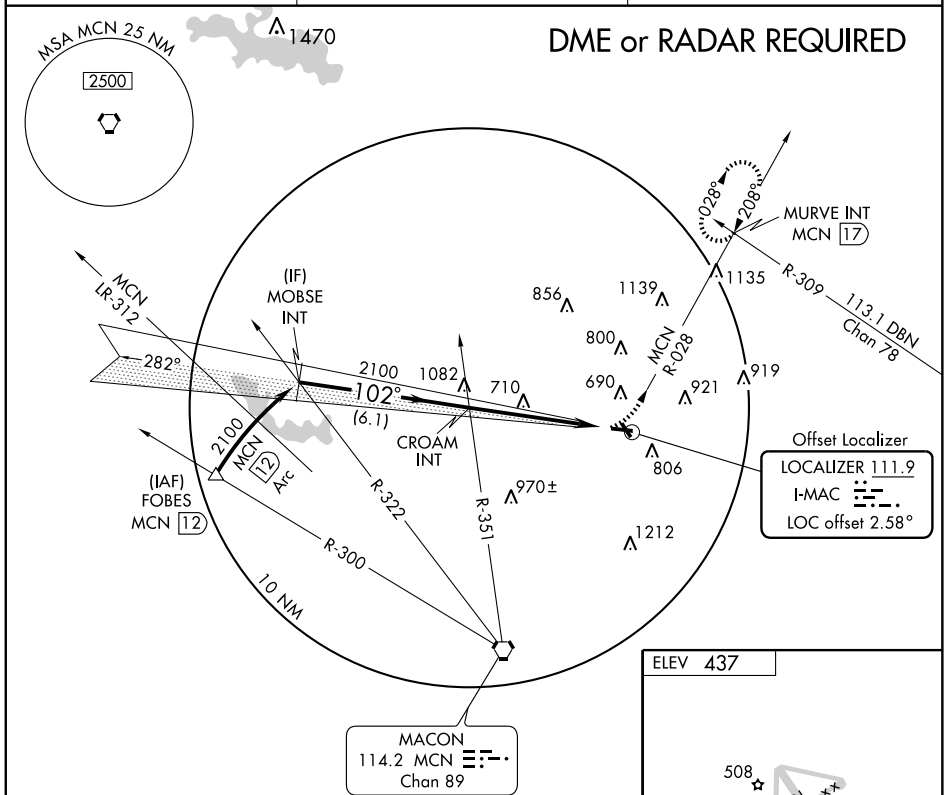 MSA MCN 25 NM
2500
1470
DME or RADAR REQUIRED
028°
208°
MURVE INT
MCN 17
MCN
LR-312
(IF)
MOBSE
INT
856
1139
1135
R-309
113.1 DBN
Chan 78
800
MCN
R-028
282°
2100
1082
710
690
921
919
102°
(6.1)
2100
MCN
12
Arc
CROAM
INT
806
Offset Localizer
LOCALIZER 111.9
I-MAC
LOC offset 2.58°
(IAF)
FOBES
MCN 12
R-322
R-351
970±
1212
R-300
10 NM
ELEV 437
MACON
114.2 MCN
Chan 89
508